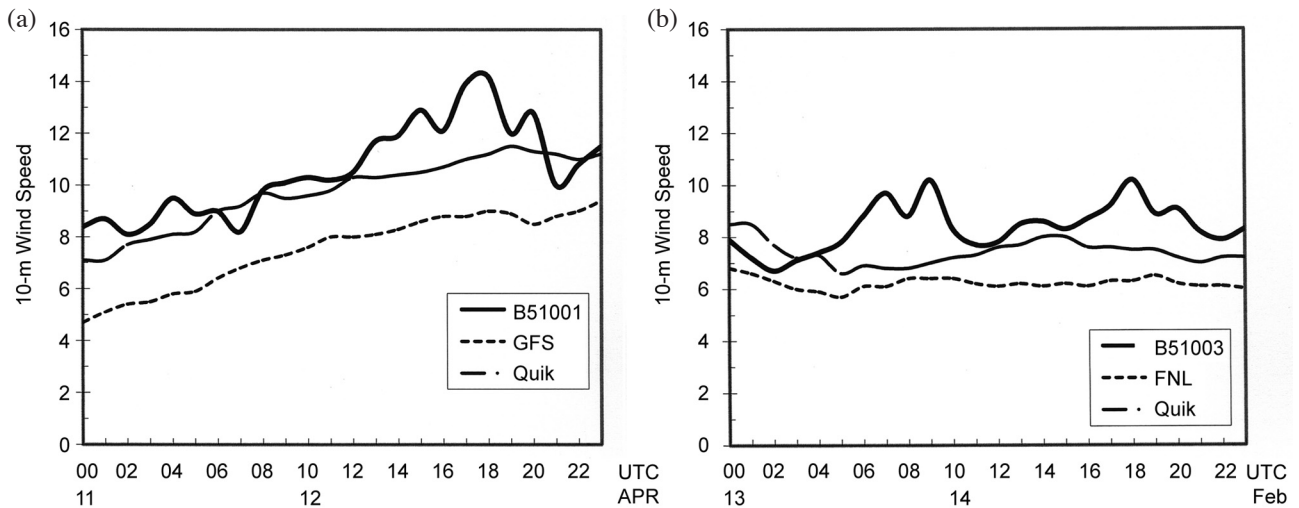 (a)
16
14
12
10
8
6
4
2
0
10-m Wind Speed
B51001
GFS
Quik
00 02 04 06 08 10 12 14 16 18 20 22 UTC
11 12 APR
(b)
16
14
12
10
8
6
4
2
0
10-m Wind Speed
B51003
FNL
Quik
00 02 04 06 08 10 12 14 16 18 20 22 UTC
13 14 Feb